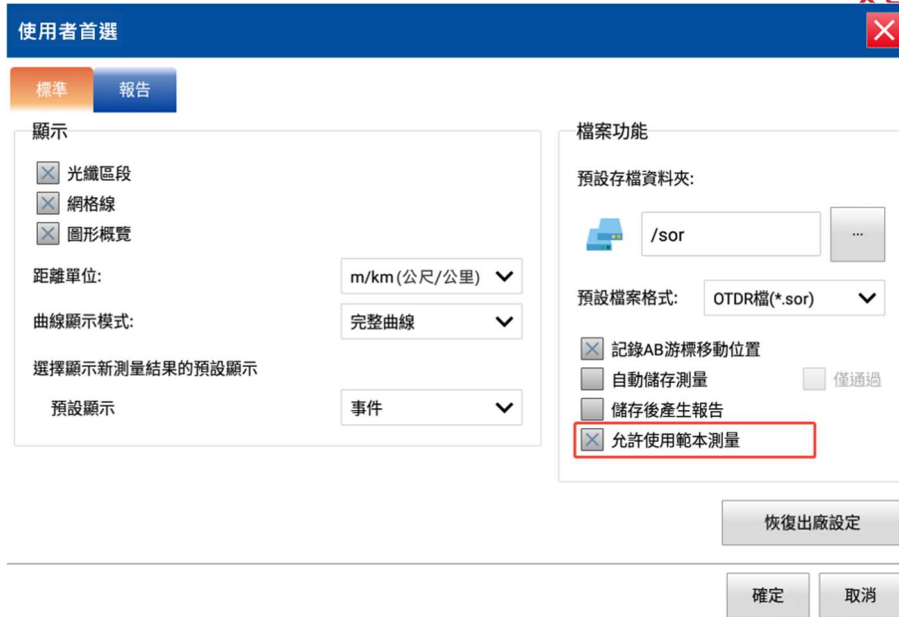 使用者首選
標準
報告
顯示
光纖區段
網格線
圖形概覽
距離單位:
m/km(公尺/公里)
曲線顯示模式:
完整曲線
選擇顯示新測量結果的預設顯示
預設顯示
事件
檔案功能
預設存檔資料夾:
/sor
...
預設檔案格式:
OTDR檔(*.sor)
記錄AB游標移動位置
自動儲存測量
僅通過
儲存後產生報告
允許使用範本測量
恢復出廠設定
確定
取消